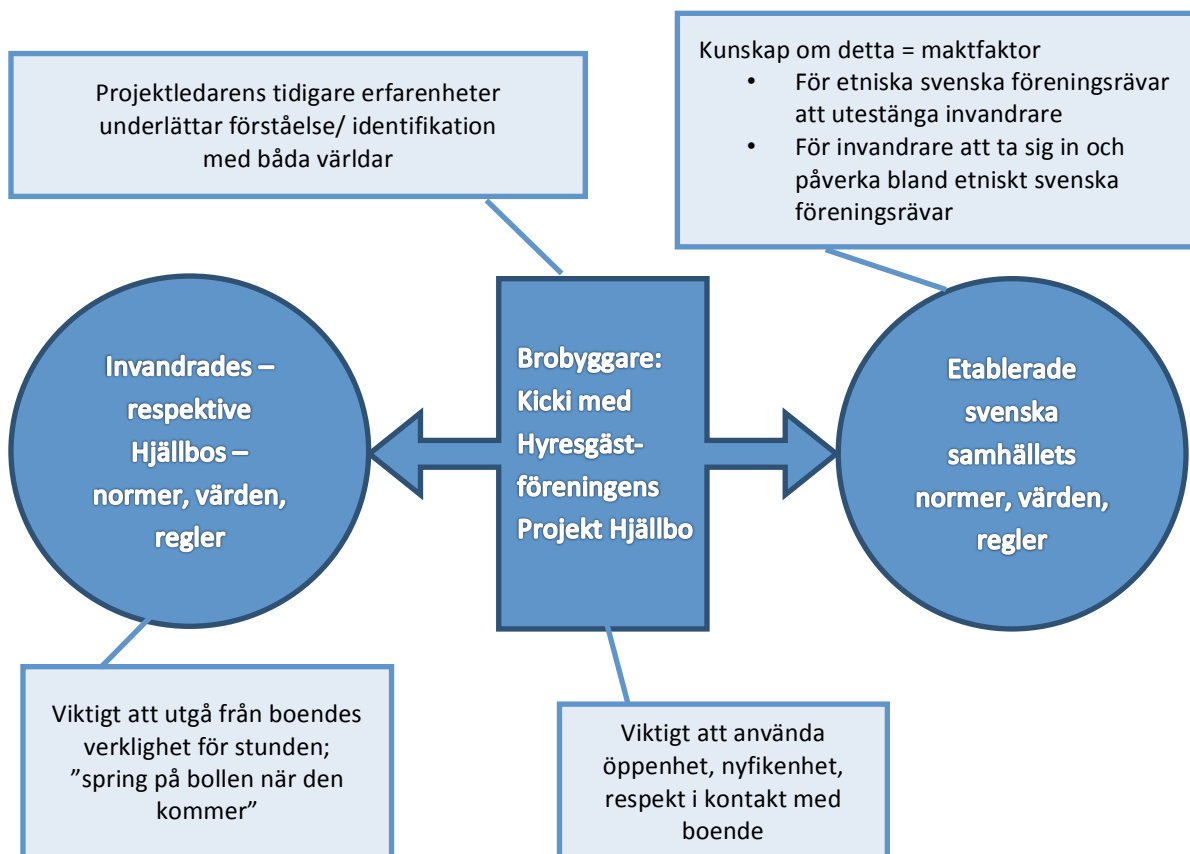 Projektledarens tidigare erfarenheter
underlättar förståelse/ identifikation
med båda världar
Kunskap om detta = maktfaktor
• För etniska svenska föreningsrävar
att utestänga invandrare
• För invandrare att ta sig in och
påverka bland etniskt svenska
föreningsrävar
Invandrades –
respektive
Hjällbos –
normer, värden,
regler
Brobyggare:
Kicki med
Hyresgäst-
föreningens
Projekt Hjällbo
Etablerade
svenska
samhällets
normer, värden,
regler
Viktigt att utgå från boendes
verklighet för stunden;
”spring på bollen när den
kommer”
Viktigt att använda
öppenhet, nyfikenhet,
respekt i kontakt med
boende